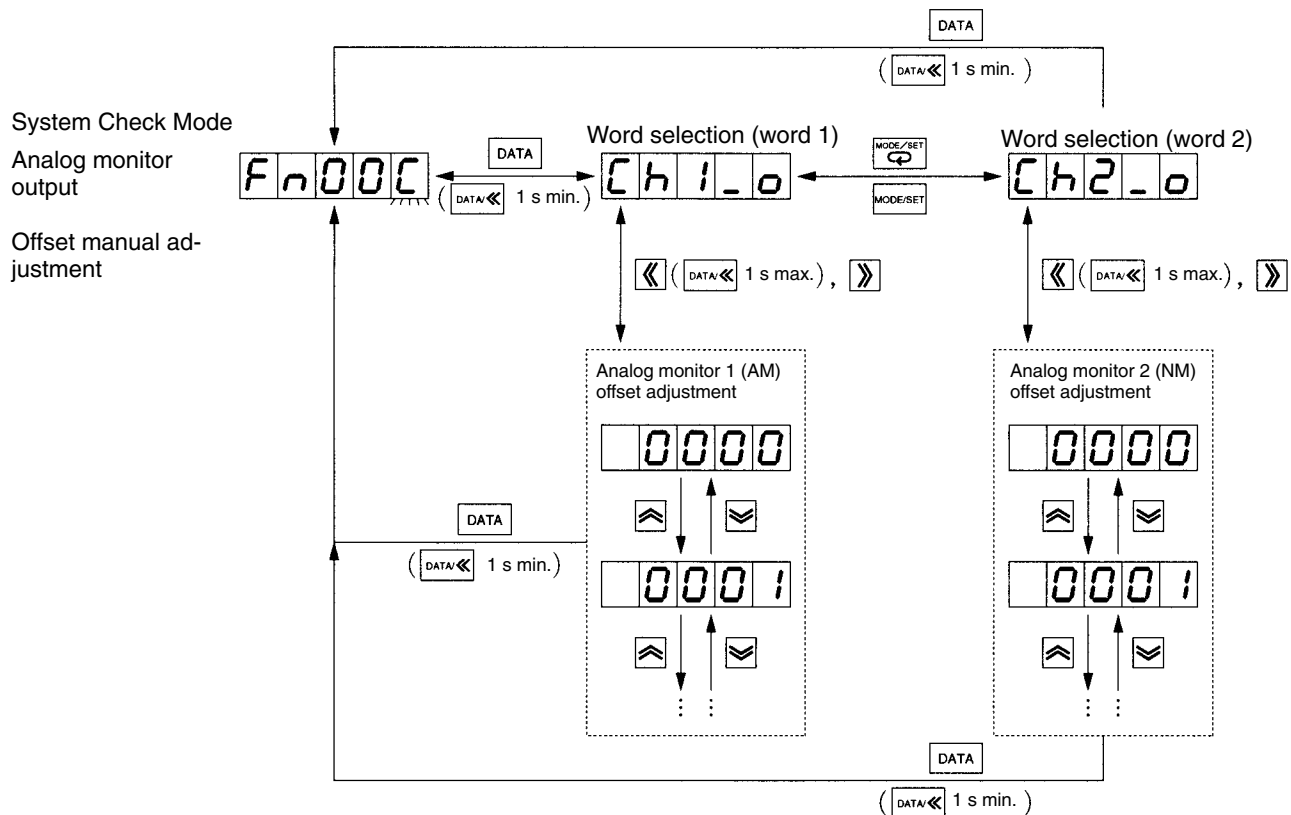 DATA
(DATA/≪ 1 s min.)
System Check Mode
Analog monitor
output
Offset manual ad-
justment
Fn00C
DATA
(DATA/≪ 1 s min.)
Word selection (word 1)
Ch1_o
MODE/SET
MODE/SET
Word selection (word 2)
Ch2_o
≪ (DATA/≪ 1 s max.), ≫
≪ (DATA/≪ 1 s max.), ≫
Analog monitor 1 (AM)
offset adjustment
0000
0001
Analog monitor 2 (NM)
offset adjustment
0000
0001
DATA
(DATA/≪ 1 s min.)
DATA
(DATA/≪ 1 s min.)